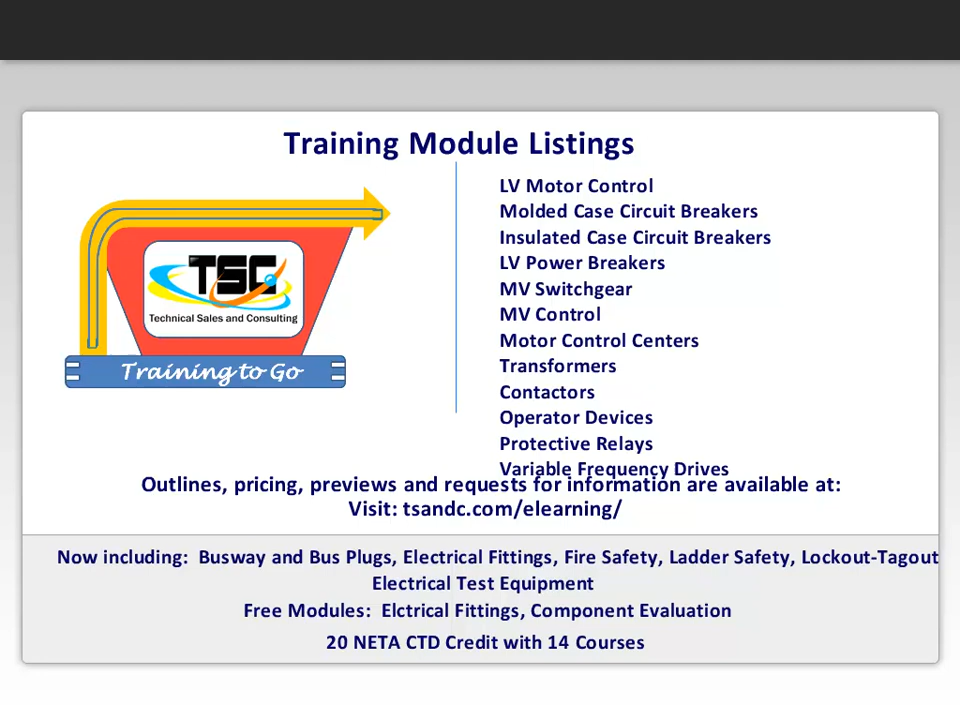 Training Module Listings
TSC
Technical Sales and Consulting
Training to Go
LV Motor Control
Molded Case Circuit Breakers
Insulated Case Circuit Breakers
LV Power Breakers
MV Switchgear
MV Control
Motor Control Centers
Transformers
Contactors
Operator Devices
Protective Relays
Variable Frequency Drives
Outlines, pricing, previews and requests for information are available at:
Visit: tsandc.com/elearning/
Now including: Busway and Bus Plugs, Electrical Fittings, Fire Safety, Ladder Safety, Lockout-Tagout
Electrical Test Equipment
Free Modules: Elctrical Fittings, Component Evaluation
20 NETA CTD Credit with 14 Courses